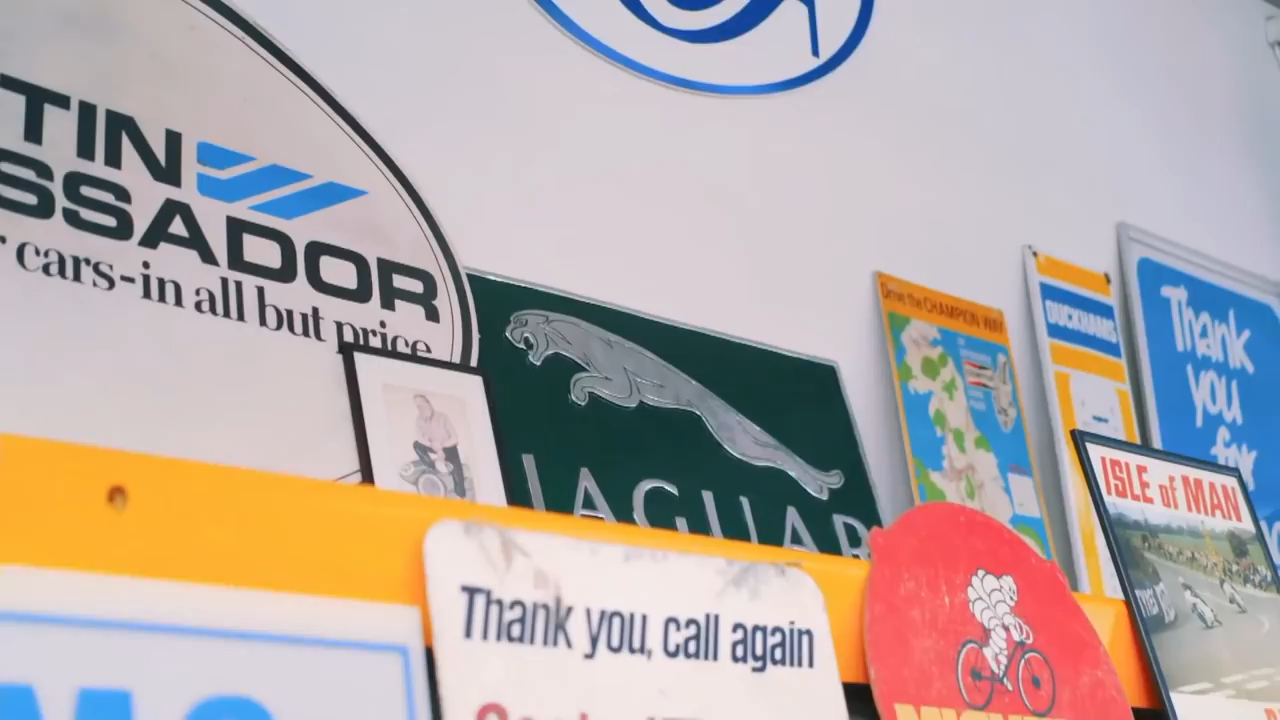 TIN
SSADOR
cars-in all but price
JAGUAR
Drive the CHAMPION WAY
DUCKHAMS
Thank
you
for
ISLE of MAN
Thank you, call again